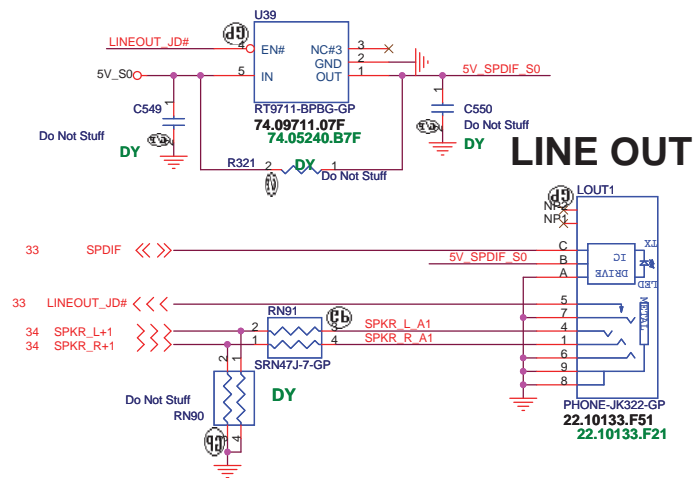 U39
LINEOUT_JD#
4 EN# NC#3 3
GND 2
5V_S0 5 IN OUT 1 5V_SPDIF_S0
RT9711-BPBG-GP
74.09711.07F
74.05240.B7F
C549 1
Do Not Stuff
DY
C550 1
Do Not Stuff
DY
R321 2 1
DY
Do Not Stuff
LINE OUT
LOUT1
NP2
NP1
33 SPDIF C TX
5V_SPDIF_S0 B
A
DRIVE IC
LED
33 LINEOUT_JD# 5
7
METAL
34 SPKR_L+1 2 RN91 3 SPKR_L_A1 4
34 SPKR_R+1 1 4 SPKR_R_A1 1
SRN47J-7-GP
6
9
8
2 1
Do Not Stuff
RN90
DY
3 4
PHONE-JK322-GP
22.10133.F51
22.10133.F21